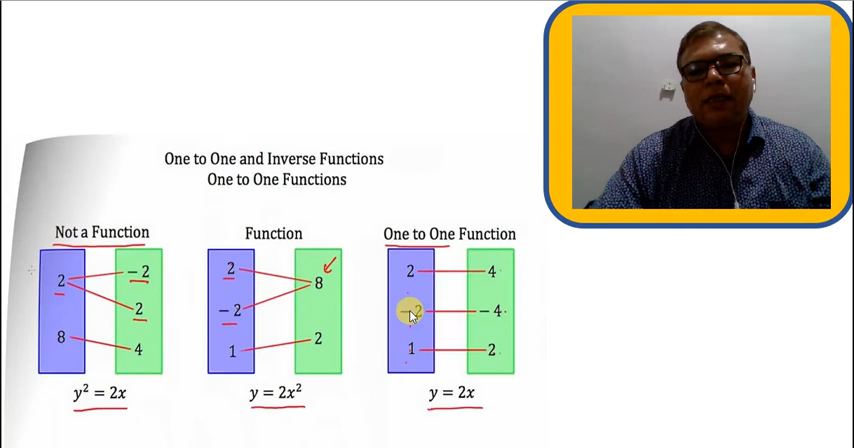 One to One and Inverse Functions
One to One Functions
Not a Function
Function
One to One Function
2
8
-2
2
4
2
-2
1
8
2
2
-2
1
4
-4
2
y² = 2x
y = 2x²
y = 2x